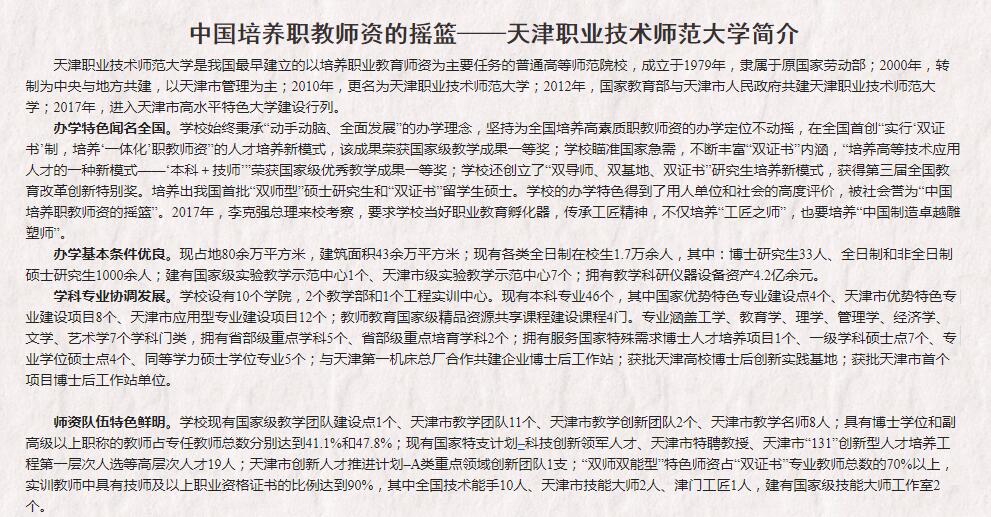 中国培养职教师资的摇篮——天津职业技术师范大学简介
天津职业技术师范大学是我国最早建立的以培养职业教育师资为主要任务的普通高等师范院校，成立于1979年，隶属于原国家劳动部；2000年，转
制为中央与地方共建，以天津市管理为主；2010年，更名为天津职业技术师范大学；2012年，国家教育部与天津市人民政府共建天津职业技术师范大
学；2017年，进入天津市高水平特色大学建设行列。
办学特色闻名全国。学校始终秉承“动手动脑、全面发展”的办学理念，坚持为全国培养高素质职教师资的办学定位不动摇，在全国首创“实行‘双证
书’制，培养‘一体化’职教师资”的人才培养新模式，该成果荣获国家级教学成果一等奖；学校瞄准国家急需，不断丰富“双证书”内涵，“培养高等技术应用
人才的一种新模式——‘本科＋技师’”荣获国家级优秀教学成果一等奖；学校还创立了“双导师、双基地、双证书”研究生培养新模式，获得第三届全国教
育改革创新特别奖。培养出我国首批“双师型”硕士研究生和“双证书”留学生硕士。学校的办学特色得到了用人单位和社会的高度评价，被社会誉为“中国
培养职教师资的摇篮”。2017年，李克强总理来校考察，要求学校当好职业教育孵化器，传承工匠精神，不仅培养“工匠之师”，也要培养“中国制造卓越雕
塑师”。
办学基本条件优良。现占地80余万平方米，建筑面积43余万平方米；现有各类全日制在校生1.7万余人，其中：博士研究生33人、全日制和非全日制
硕士研究生1000余人；建有国家级实验教学示范中心1个、天津市级实验教学示范中心7个；拥有教学科研仪器设备资产4.2亿余元。
学科专业协调发展。学校设有10个学院，2个教学部和1个工程实训中心。现有本科专业46个，其中国家优势特色专业建设点4个、天津市优势特色专
业建设项目8个、天津市应用型专业建设项目12个；教师教育国家级精品资源共享课程建设课程4门。专业涵盖工学、教育学、理学、管理学、经济学、
文学、艺术学7个学科门类，拥有省部级重点学科5个、省部级重点培育学科2个；拥有服务国家特殊需求博士人才培养项目1个、一级学科硕士点7个、专
业学位硕士点4个、同等学力硕士学位专业5个；与天津第一机床总厂合作共建企业博士后工作站；获批天津高校博士后创新实践基地；获批天津市首个
项目博士后工作站单位。
师资队伍特色鲜明。学校现有国家级教学团队建设点1个、天津市教学团队11个、天津市教学创新团队2个、天津市教学名师8人；具有博士学位和副
高级以上职称的教师占专任教师总数分别达到41.1%和47.8%；现有国家特支计划_科技创新领军人才、天津市特聘教授、天津市“131”创新型人才培养工
程第一层次人选等高层次人才19人；天津市创新人才推进计划–A类重点领域创新团队1支；“双师双能型”特色师资占“双证书”专业教师总数的70%以上，
实训教师中具有技师及以上职业资格证书的比例达到90%，其中全国技术能手10人、天津市技能大师2人、津门工匠1人，建有国家级技能大师工作室2
个。